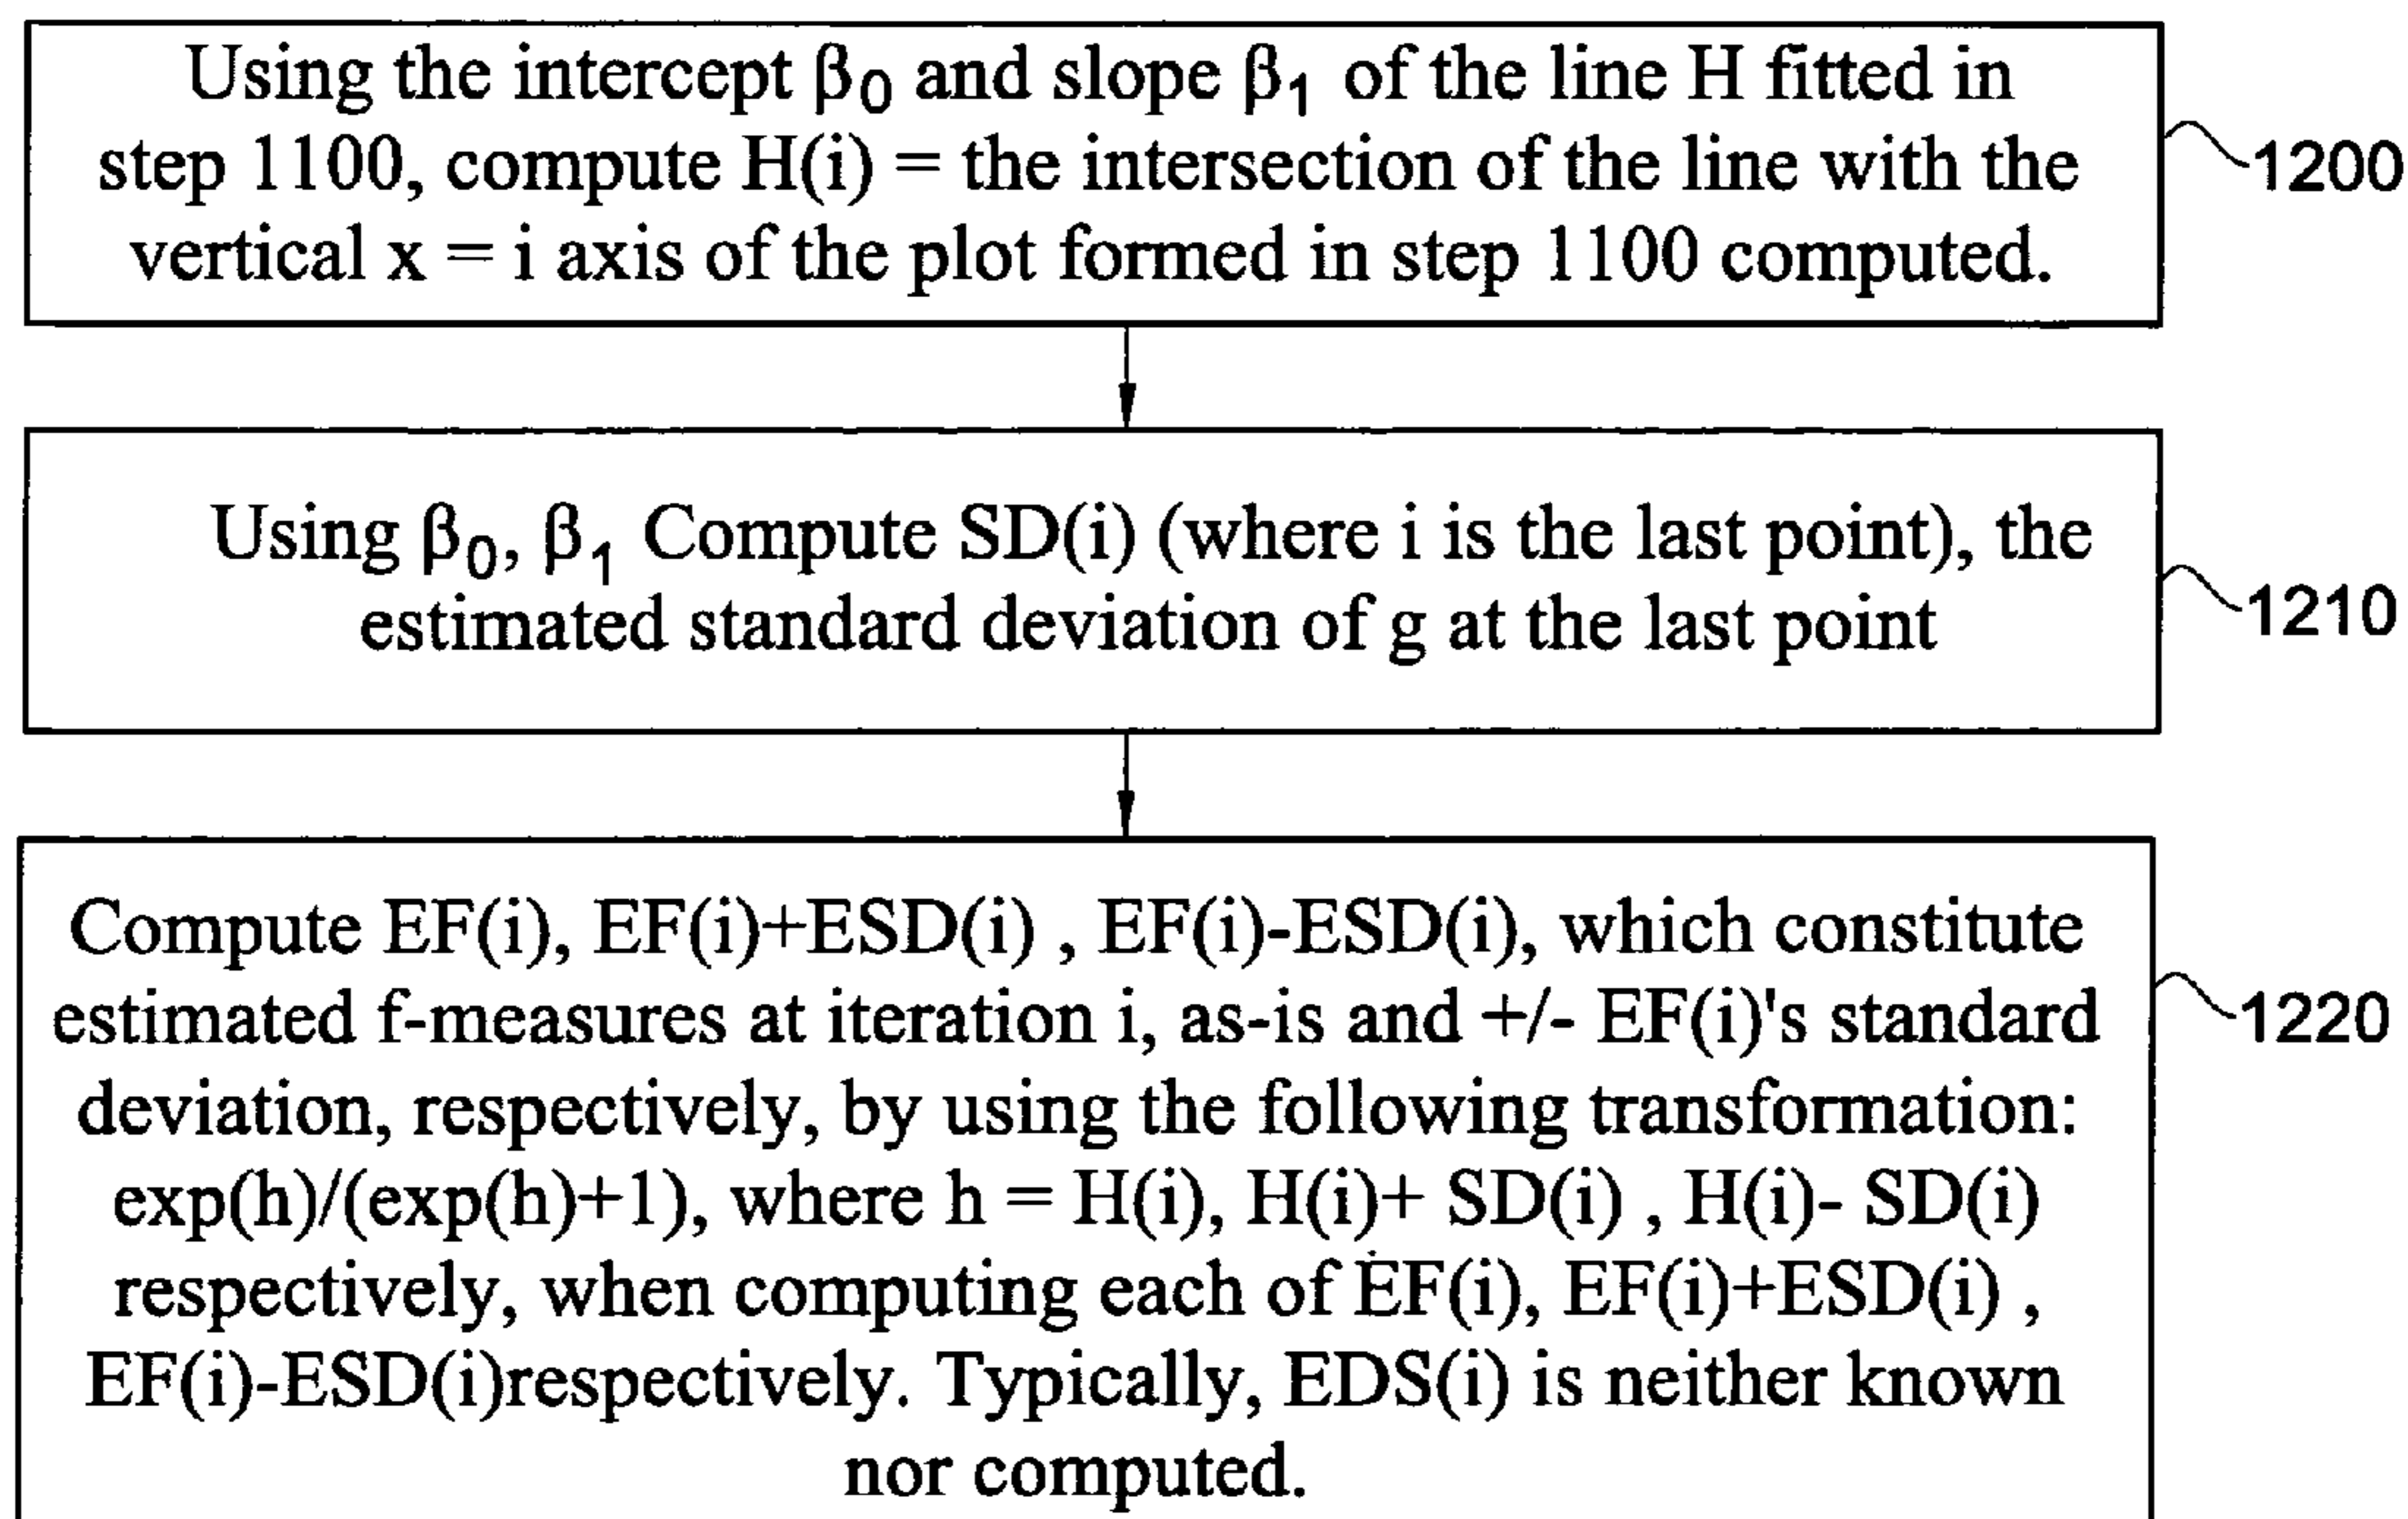 Using the intercept β0 and slope β1 of the line H fitted in
step 1100, compute H(i) = the intersection of the line with the
vertical x = i axis of the plot formed in step 1100 computed.
1200
Using β0, β1 Compute SD(i) (where i is the last point), the
estimated standard deviation of g at the last point
1210
Compute EF(i), EF(i)+ESD(i) , EF(i)-ESD(i), which constitute
estimated f-measures at iteration i, as-is and +/- EF(i)'s standard
deviation, respectively, by using the following transformation:
exp(h)/(exp(h)+1), where h = H(i), H(i)+ SD(i) , H(i)- SD(i)
respectively, when computing each of EF(i), EF(i)+ESD(i) ,
EF(i)-ESD(i)respectively. Typically, EDS(i) is neither known
nor computed.
1220